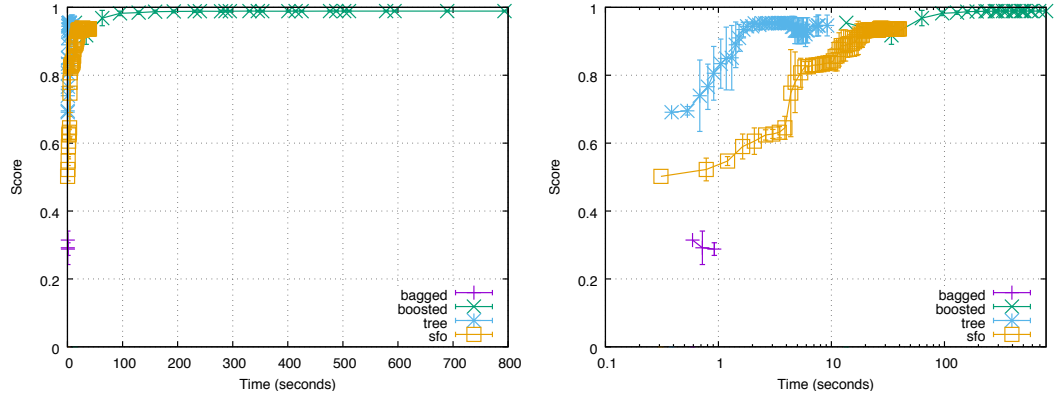 1
0.8
0.6
0.4
0.2
0
Score
0 100 200 300 400 500 600 700 800
Time (seconds)
bagged
boosted
tree
sfo
1
0.8
0.6
0.4
0.2
0
Score
0.1 1 10 100
Time (seconds)
bagged
boosted
tree
sfo